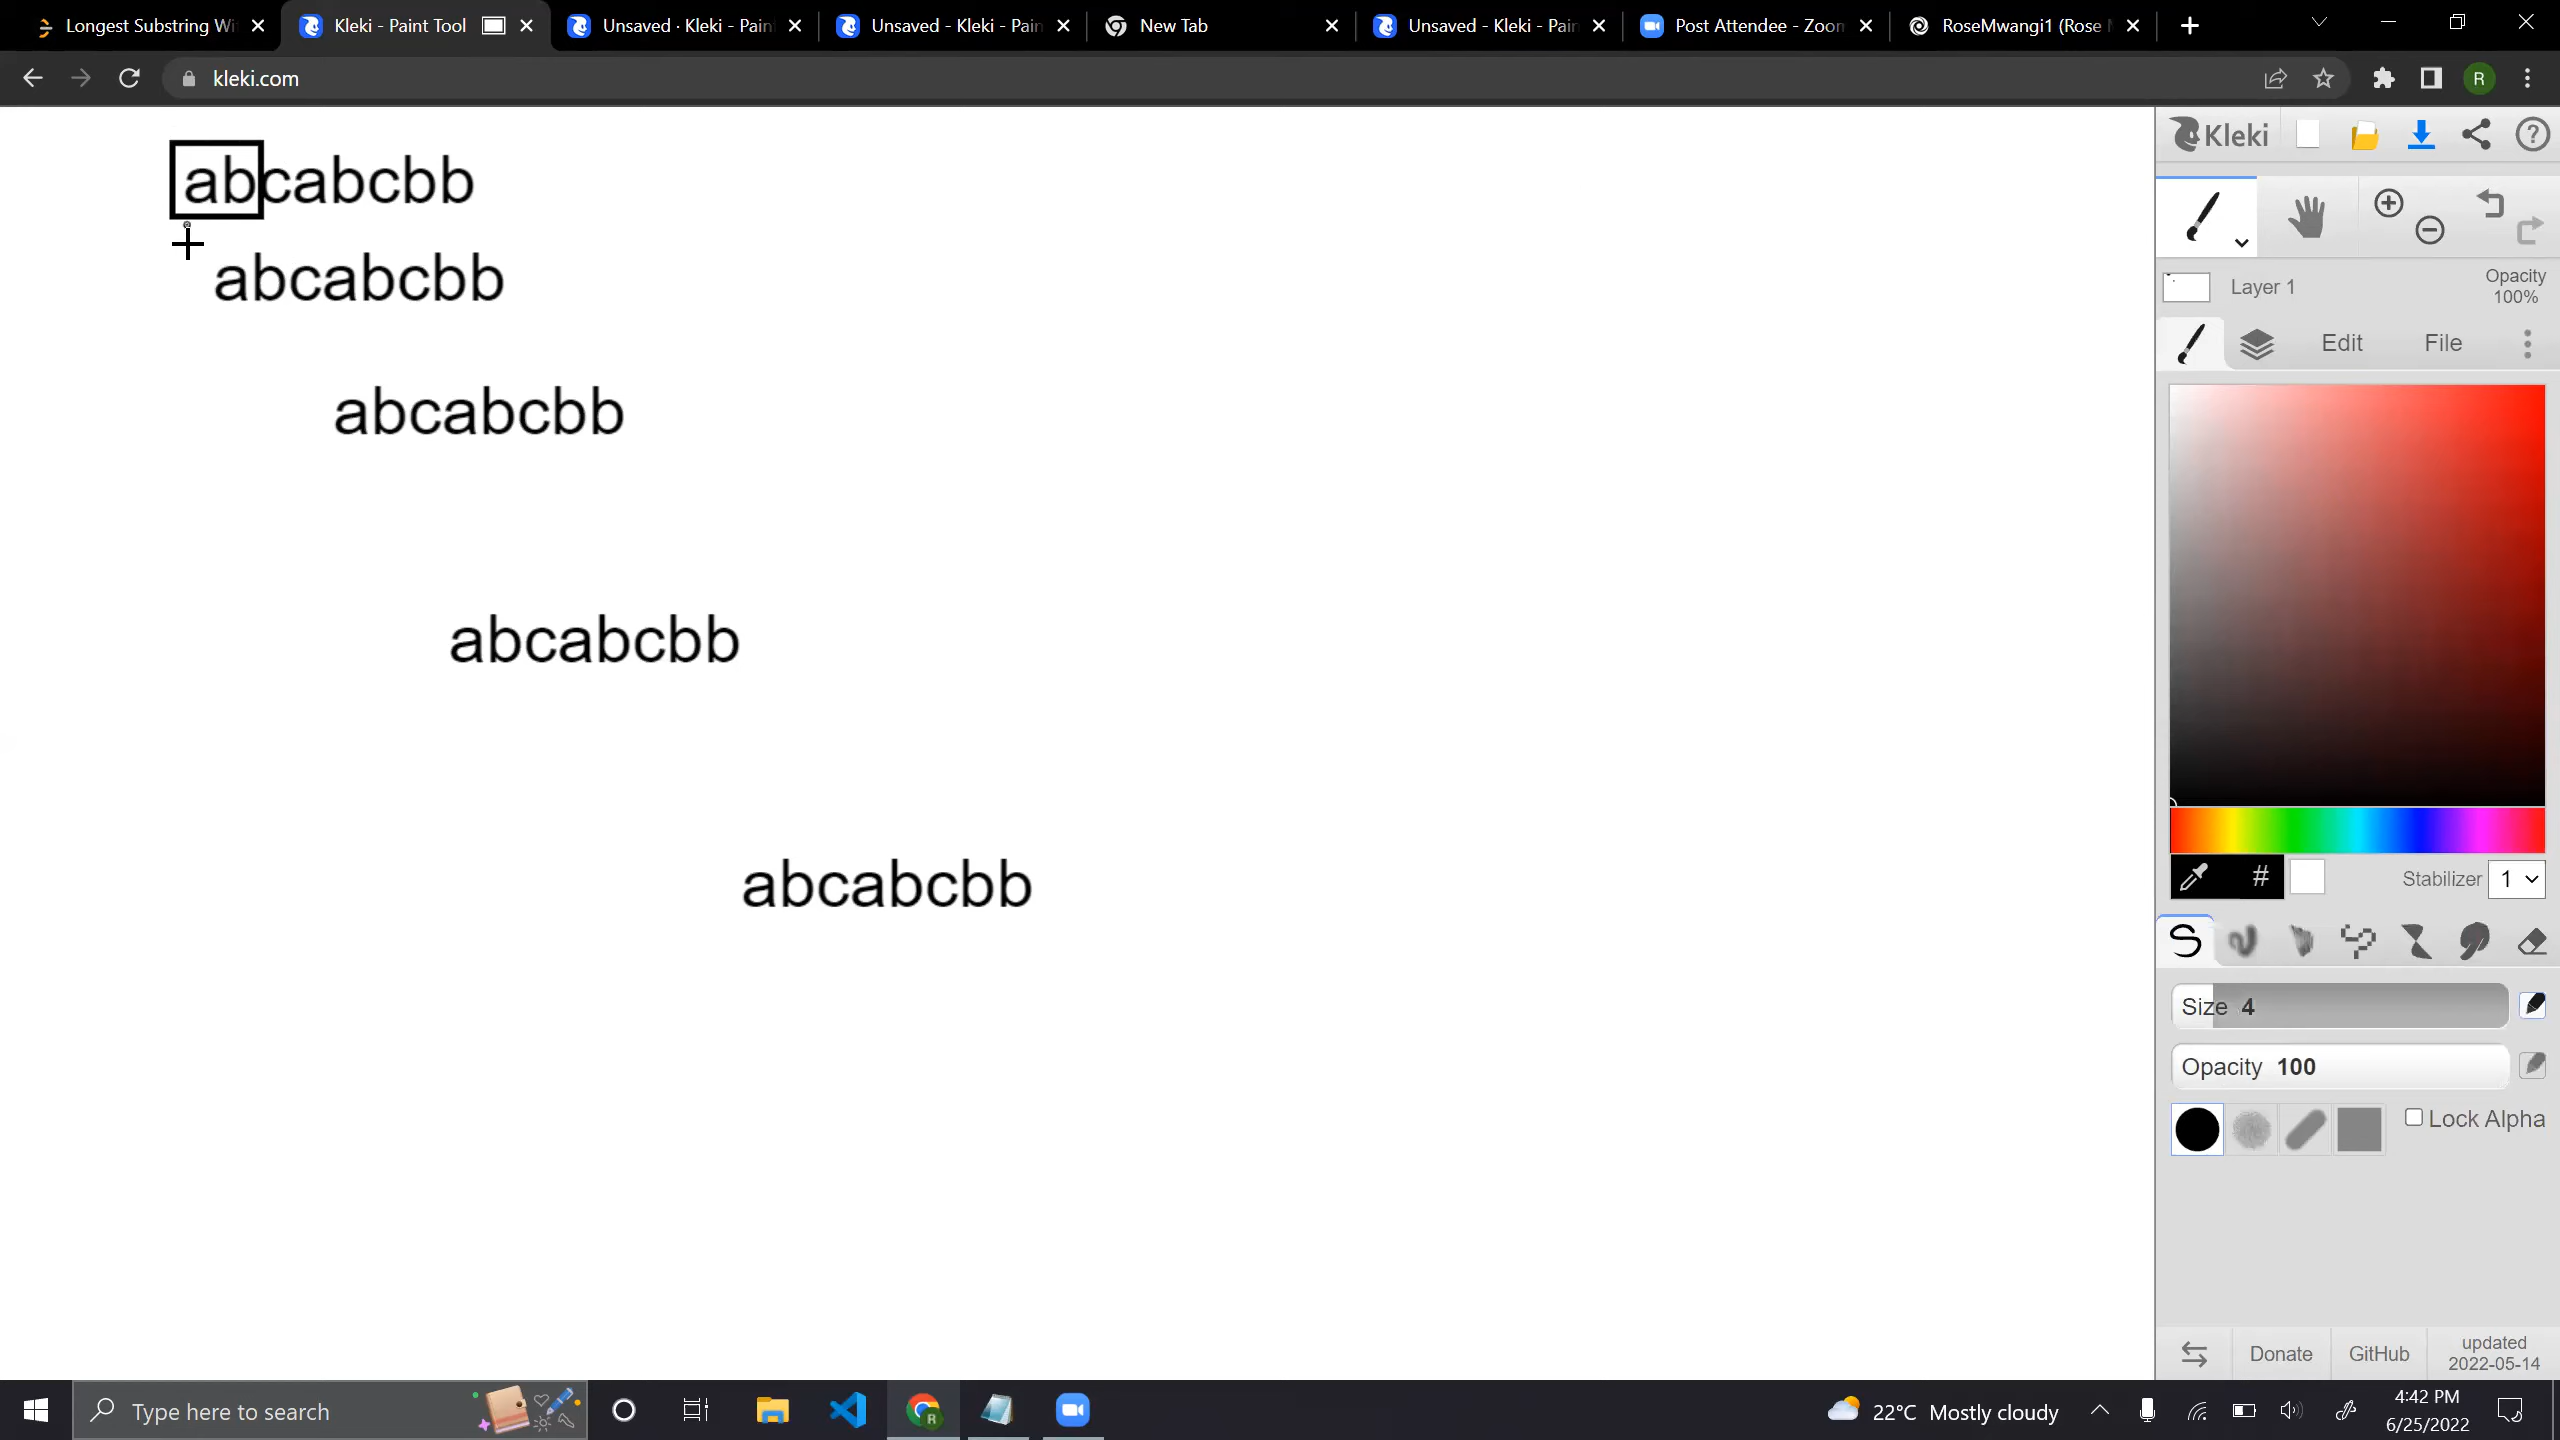 Longest Substring Wi
Kleki - Paint Tool
Unsaved · Kleki - Pain
Unsaved - Kleki - Pain
New Tab
Unsaved - Kleki - Pain
Post Attendee - Zoom
RoseMwangi1 (Rose M
kleki.com
R
abcabcbb
abcabcbb
abcabcbb
abcabcbb
abcabcbb
Kleki
Layer 1
Opacity
100%
Edit
File
#
Stabilizer 1
Size 4
Opacity 100
Lock Alpha
Donate
GitHub
updated
2022-05-14
Type here to search
R
22°C Mostly cloudy
4:42 PM
6/25/2022